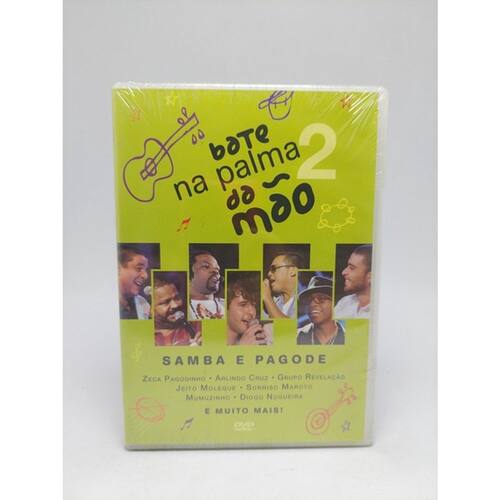 bate
na palma 2
da
mão
SAMBA E PAGODE
ZECA PAGODINHO • ARLINDO CRUZ • GRUPO REVELAÇÃO
JEITO MOLEQUE • SORRISO MAROTO
MUMUZINHO • DIOGO NOGUEIRA
E MUITO MAIS!
DVD